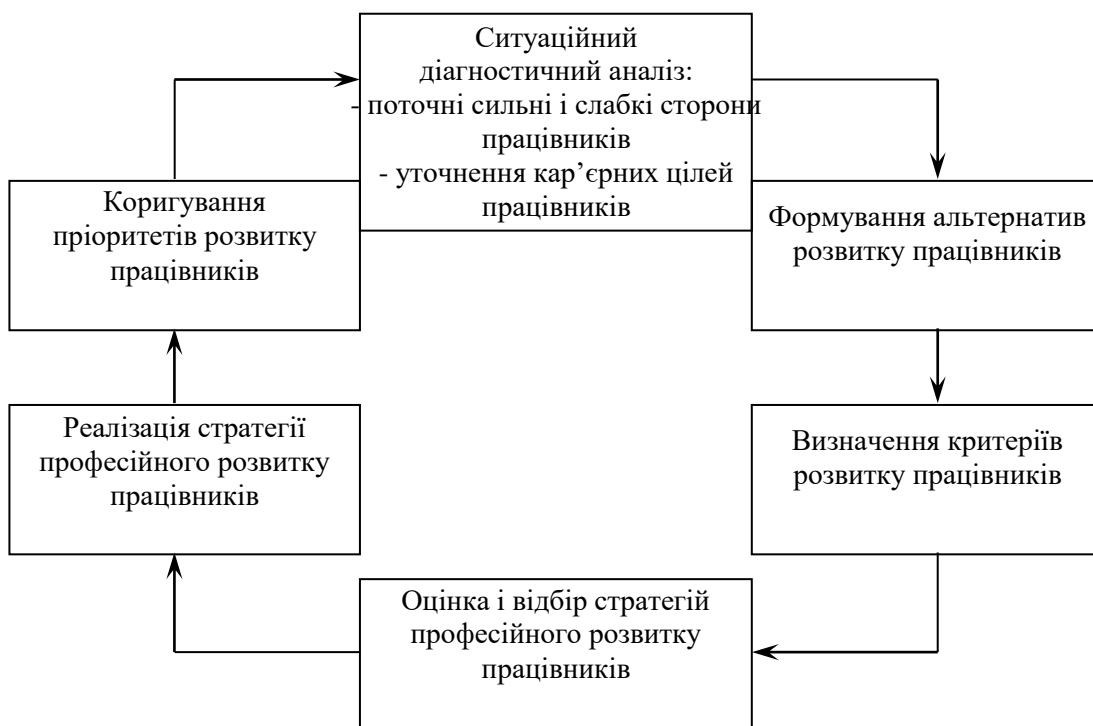 Ситуаційний
діагностичний аналіз:
- поточні сильні і слабкі сторони
працівників
- уточнення кар’єрних цілей
працівників
Формування альтернатив
розвитку працівників
Визначення критеріїв
розвитку працівників
Оцінка і відбір стратегій
професійного розвитку
працівників
Реалізація стратегії
професійного розвитку
працівників
Коригування
пріоритетів розвитку
працівників